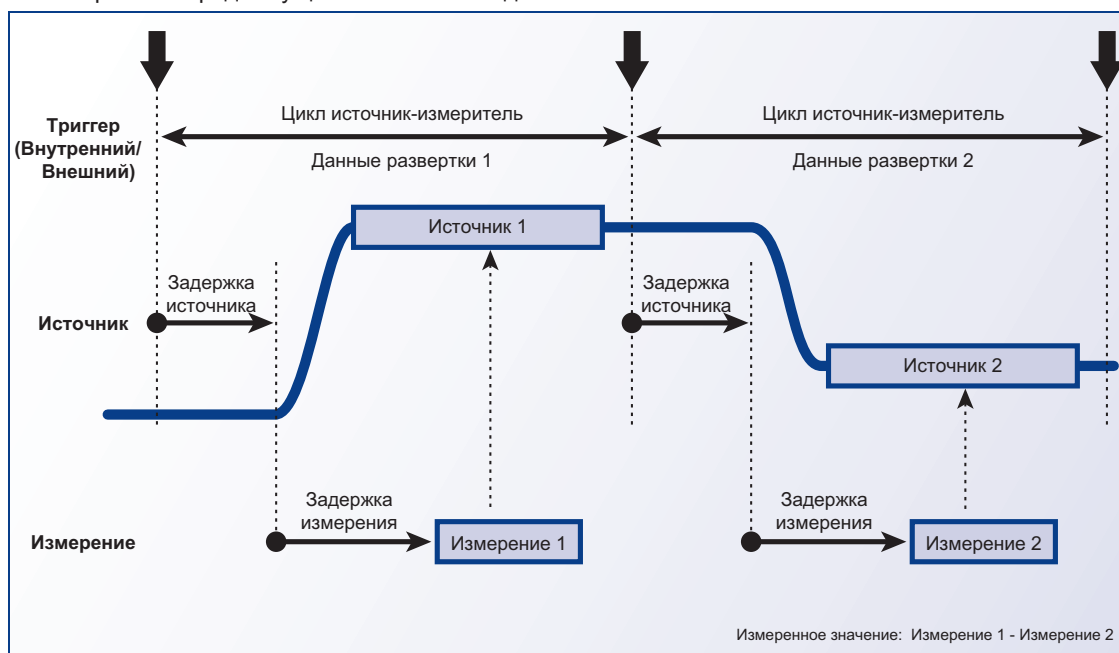 Цикл источник-измеритель
Цикл источник-измеритель
Триггер
(Внутренний/
Внешний)
Данные развертки 1
Данные развертки 2
Источник 1
Задержка
источника
Задержка
источника
Источник
Источник 2
Задержка
измерения
Задержка
измерения
Измерение
Измерение 1
Измерение 2
Измеренное значение: Измерение 1 - Измерение 2